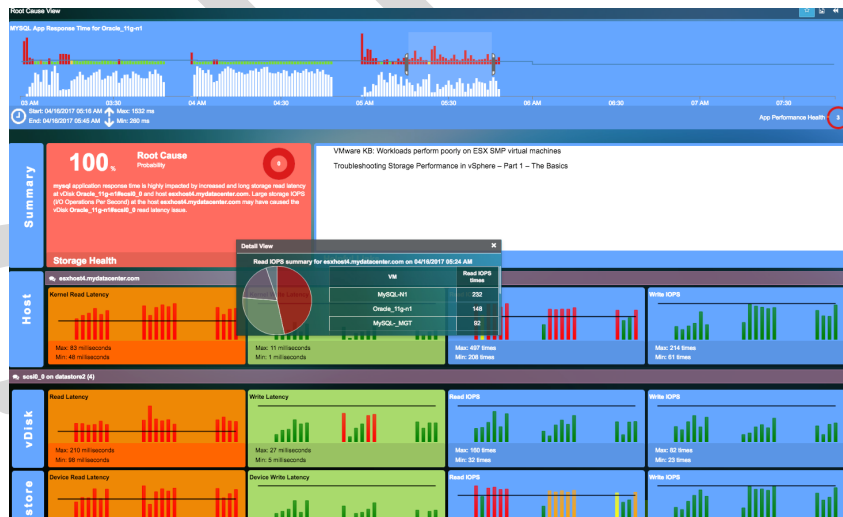 Root Cause View
MYSQL App Response Time for Oracle_11g-n1
03 AM 03:30 04 AM 04:30 05 AM 05:30 06 AM 06:30 07 AM 07:30
Start: 04/16/2017 05:16 AM Max: 1532 ms
End: 04/16/2017 05:45 AM Min: 260 ms
App Performance Health
Summary
100%
Root Cause
Probability
0
mysql application response time is highly impacted by increased and long storage read latency
at vDisk Oracle_11g-n1#scsi0_0 and host esxhost4.mydatacenter.com. Large storage IOPS
(I/O Operations Per Second) at the host esxhost4.mydatacenter.com may have caused the
vDisk Oracle_11g-n1#scsi0_0 read latency issue.
Storage Health
VMware KB: Workloads perform poorly on ESX SMP virtual machines
Troubleshooting Storage Performance in vSphere – Part 1 – The Basics
Detail View ×
Read IOPS summary for esxhost4.mydatacenter.com on 04/16/2017 05:24 AM
VM Read IOPS
times
MySQL-N1 232
Oracle_11g-n1 148
MySQL-_MGT 92
Host
esxhost4.mydatacenter.com
Kernel Read Latency
Write IOPS
Max: 83 milliseconds
Min: 48 milliseconds
Max: 11 milliseconds
Min: 1 milliseconds
Max: 497 times
Min: 208 times
Max: 214 times
Min: 61 times
scsi0_0 on datastore2 (4)
vDisk
Read Latency
Write Latency
Read IOPS
Write IOPS
Max: 210 milliseconds
Min: 98 milliseconds
Max: 27 milliseconds
Min: 5 milliseconds
Max: 160 times
Min: 32 times
Max: 82 times
Min: 23 times
store
Device Read Latency
Device Write Latency
Read IOPS
Write IOPS